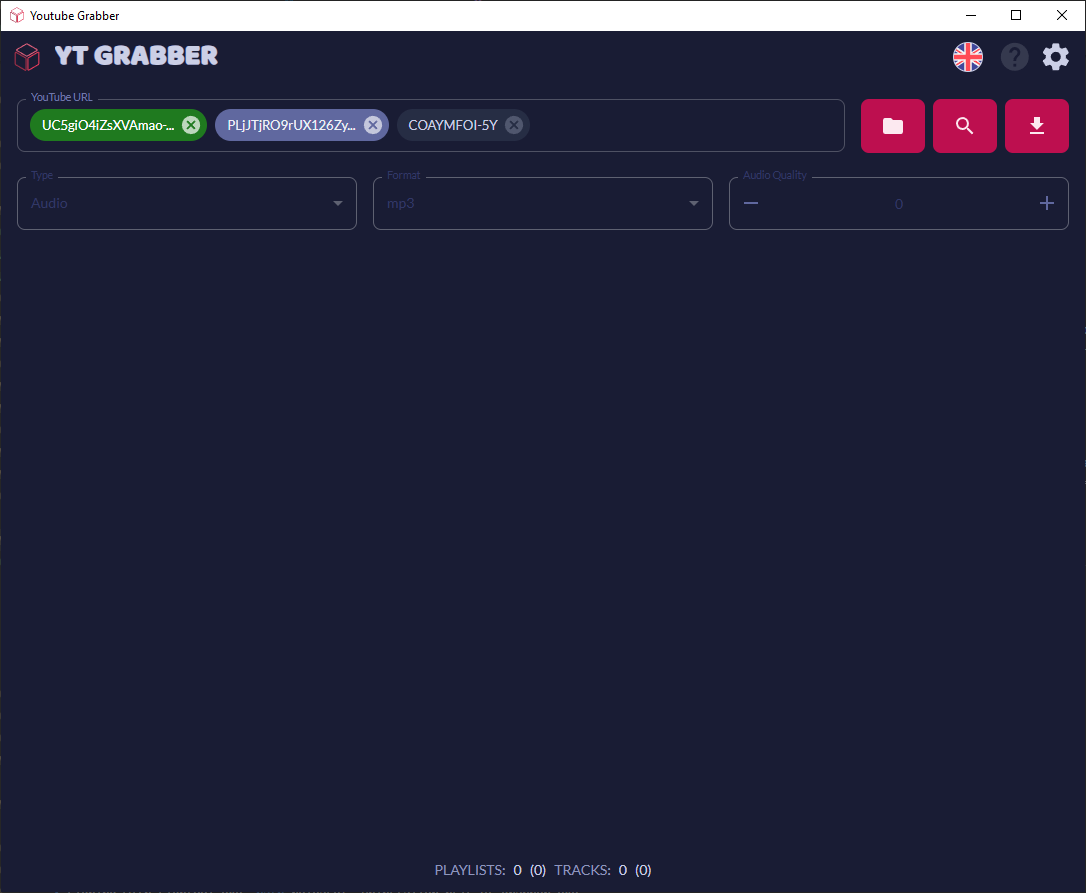 Youtube Grabber
YT GRABBER
YouTube URL
UC5giO4iZsXVAmao-... PLjJTjRO9rUX126Zy... COAYMFOI-5Y
Type Format Audio Quality
Audio mp3 0
PLAYLISTS: 0 (0) TRACKS: 0 (0)